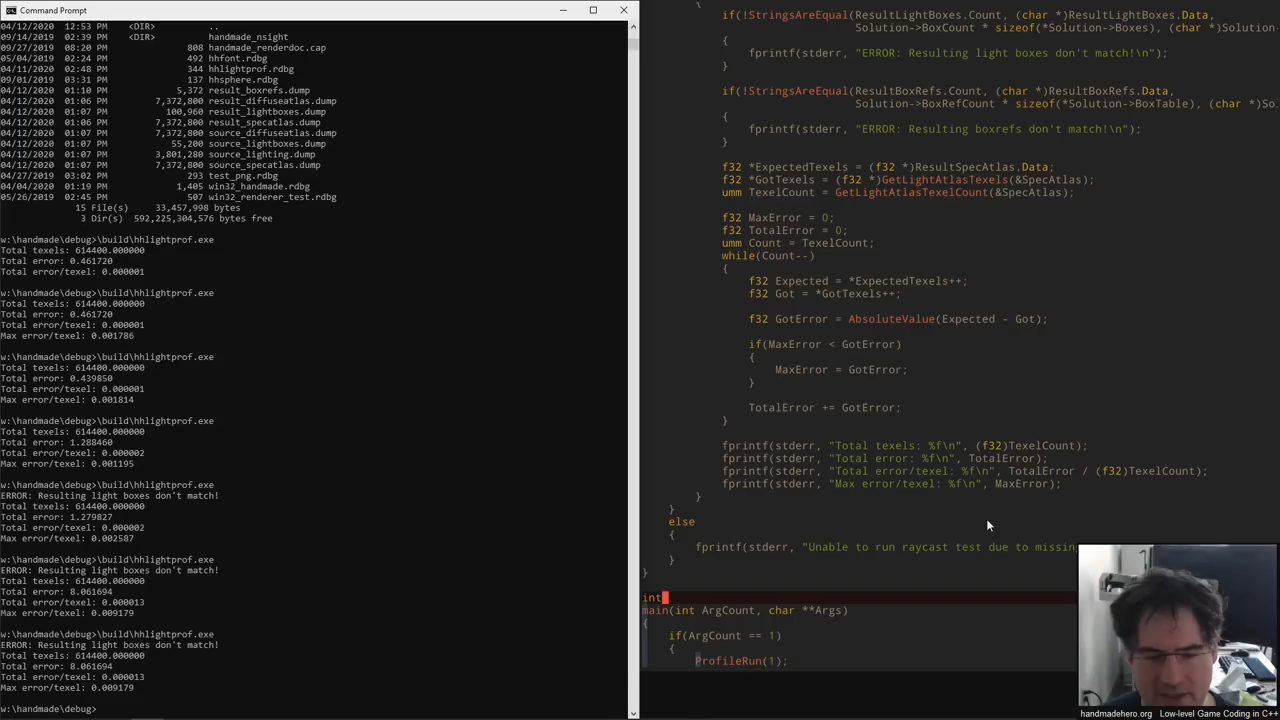 Command Prompt
04/12/2020  12:53 PM    <DIR>          ..
09/14/2019  02:39 PM    <DIR>          handmade_nsight
09/27/2019  08:20 PM               808 handmade_renderdoc.cap
05/04/2019  02:24 PM               492 hhfont.rdbg
04/11/2020  02:48 PM               344 hhlightprof.rdbg
09/01/2019  03:31 PM               137 hhsphere.rdbg
04/12/2020  01:10 PM             5,372 result_boxrefs.dump
04/12/2020  01:06 PM         7,372,800 result_diffuseatlas.dump
04/12/2020  01:07 PM           100,960 result_lightboxes.dump
04/12/2020  01:06 PM         7,372,800 result_specatlas.dump
04/12/2020  01:07 PM         7,372,800 source_diffuseatlas.dump
04/12/2020  01:07 PM            55,200 source_lightboxes.dump
04/12/2020  01:07 PM         3,801,280 source_lighting.dump
04/12/2020  01:07 PM         7,372,800 source_specatlas.dump
04/27/2019  03:02 PM               293 test_png.rdbg
04/04/2020  01:19 PM             1,405 win32_handmade.rdbg
05/26/2019  02:45 PM               507 win32_renderer_test.rdbg
15 File(s)     33,457,998 bytes
3 Dir(s)  592,225,304,576 bytes free
w:\handmade\debug>\build\hhlightprof.exe
Total texels: 614400.000000
Total error: 0.461720
Total error/texel: 0.000001
w:\handmade\debug>\build\hhlightprof.exe
Total texels: 614400.000000
Total error: 0.461720
Total error/texel: 0.000001
Max error/texel: 0.001786
w:\handmade\debug>\build\hhlightprof.exe
Total texels: 614400.000000
Total error: 0.439850
Total error/texel: 0.000001
Max error/texel: 0.001814
w:\handmade\debug>\build\hhlightprof.exe
Total texels: 614400.000000
Total error: 1.288460
Total error/texel: 0.000002
Max error/texel: 0.001195
w:\handmade\debug>\build\hhlightprof.exe
ERROR: Resulting light boxes don't match!
Total texels: 614400.000000
Total error: 1.279827
Total error/texel: 0.000002
Max error/texel: 0.002587
w:\handmade\debug>\build\hhlightprof.exe
ERROR: Resulting light boxes don't match!
Total texels: 614400.000000
Total error: 8.061694
Total error/texel: 0.000013
Max error/texel: 0.009179
w:\handmade\debug>\build\hhlightprof.exe
ERROR: Resulting light boxes don't match!
Total texels: 614400.000000
Total error: 8.061694
Total error/texel: 0.000013
Max error/texel: 0.009179
w:\handmade\debug>
{
if(!StringsAreEqual(ResultLightBoxes.Count, (char *)ResultLightBoxes.Data,
Solution->BoxCount * sizeof(*Solution->Boxes), (char *)Solution-
{
fprintf(stderr, "ERROR: Resulting light boxes don't match!\n");
}
if(!StringsAreEqual(ResultBoxRefs.Count, (char *)ResultBoxRefs.Data,
Solution->BoxRefCount * sizeof(*Solution->BoxTable), (char *)So
{
fprintf(stderr, "ERROR: Resulting boxrefs don't match!\n");
}
f32 *ExpectedTexels = (f32 *)ResultSpecAtlas.Data;
f32 *GotTexels = (f32 *)GetLightAtlasTexels(&SpecAtlas);
umm TexelCount = GetLightAtlasTexelCount(&SpecAtlas);
f32 MaxError = 0;
f32 TotalError = 0;
umm Count = TexelCount;
while(Count--)
{
f32 Expected = *ExpectedTexels++;
f32 Got = *GotTexels++;
f32 GotError = AbsoluteValue(Expected - Got);
if(MaxError < GotError)
{
MaxError = GotError;
}
TotalError += GotError;
}
fprintf(stderr, "Total texels: %f\n", (f32)TexelCount);
fprintf(stderr, "Total error: %f\n", TotalError);
fprintf(stderr, "Total error/texel: %f\n", TotalError / (f32)TexelCount);
fprintf(stderr, "Max error/texel: %f\n", MaxError);
}
}
else
{
fprintf(stderr, "Unable to run raycast test due to missin
}
}
int
main(int ArgCount, char **Args)
{
if(ArgCount == 1)
{
ProfileRun(1);
handmadehero.org  Low-level Game Coding in C++